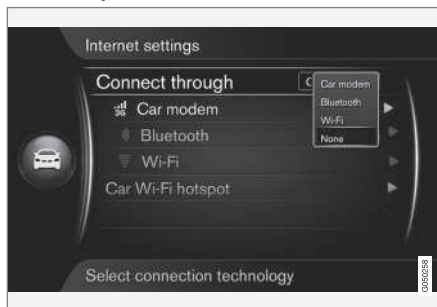 Internet settings
Connect through
Car modem
Bluetooth
Wi-Fi
None
3G Car modem
Bluetooth
Wi-Fi
Car Wi-Fi hotspot
Select connection technology
G050258